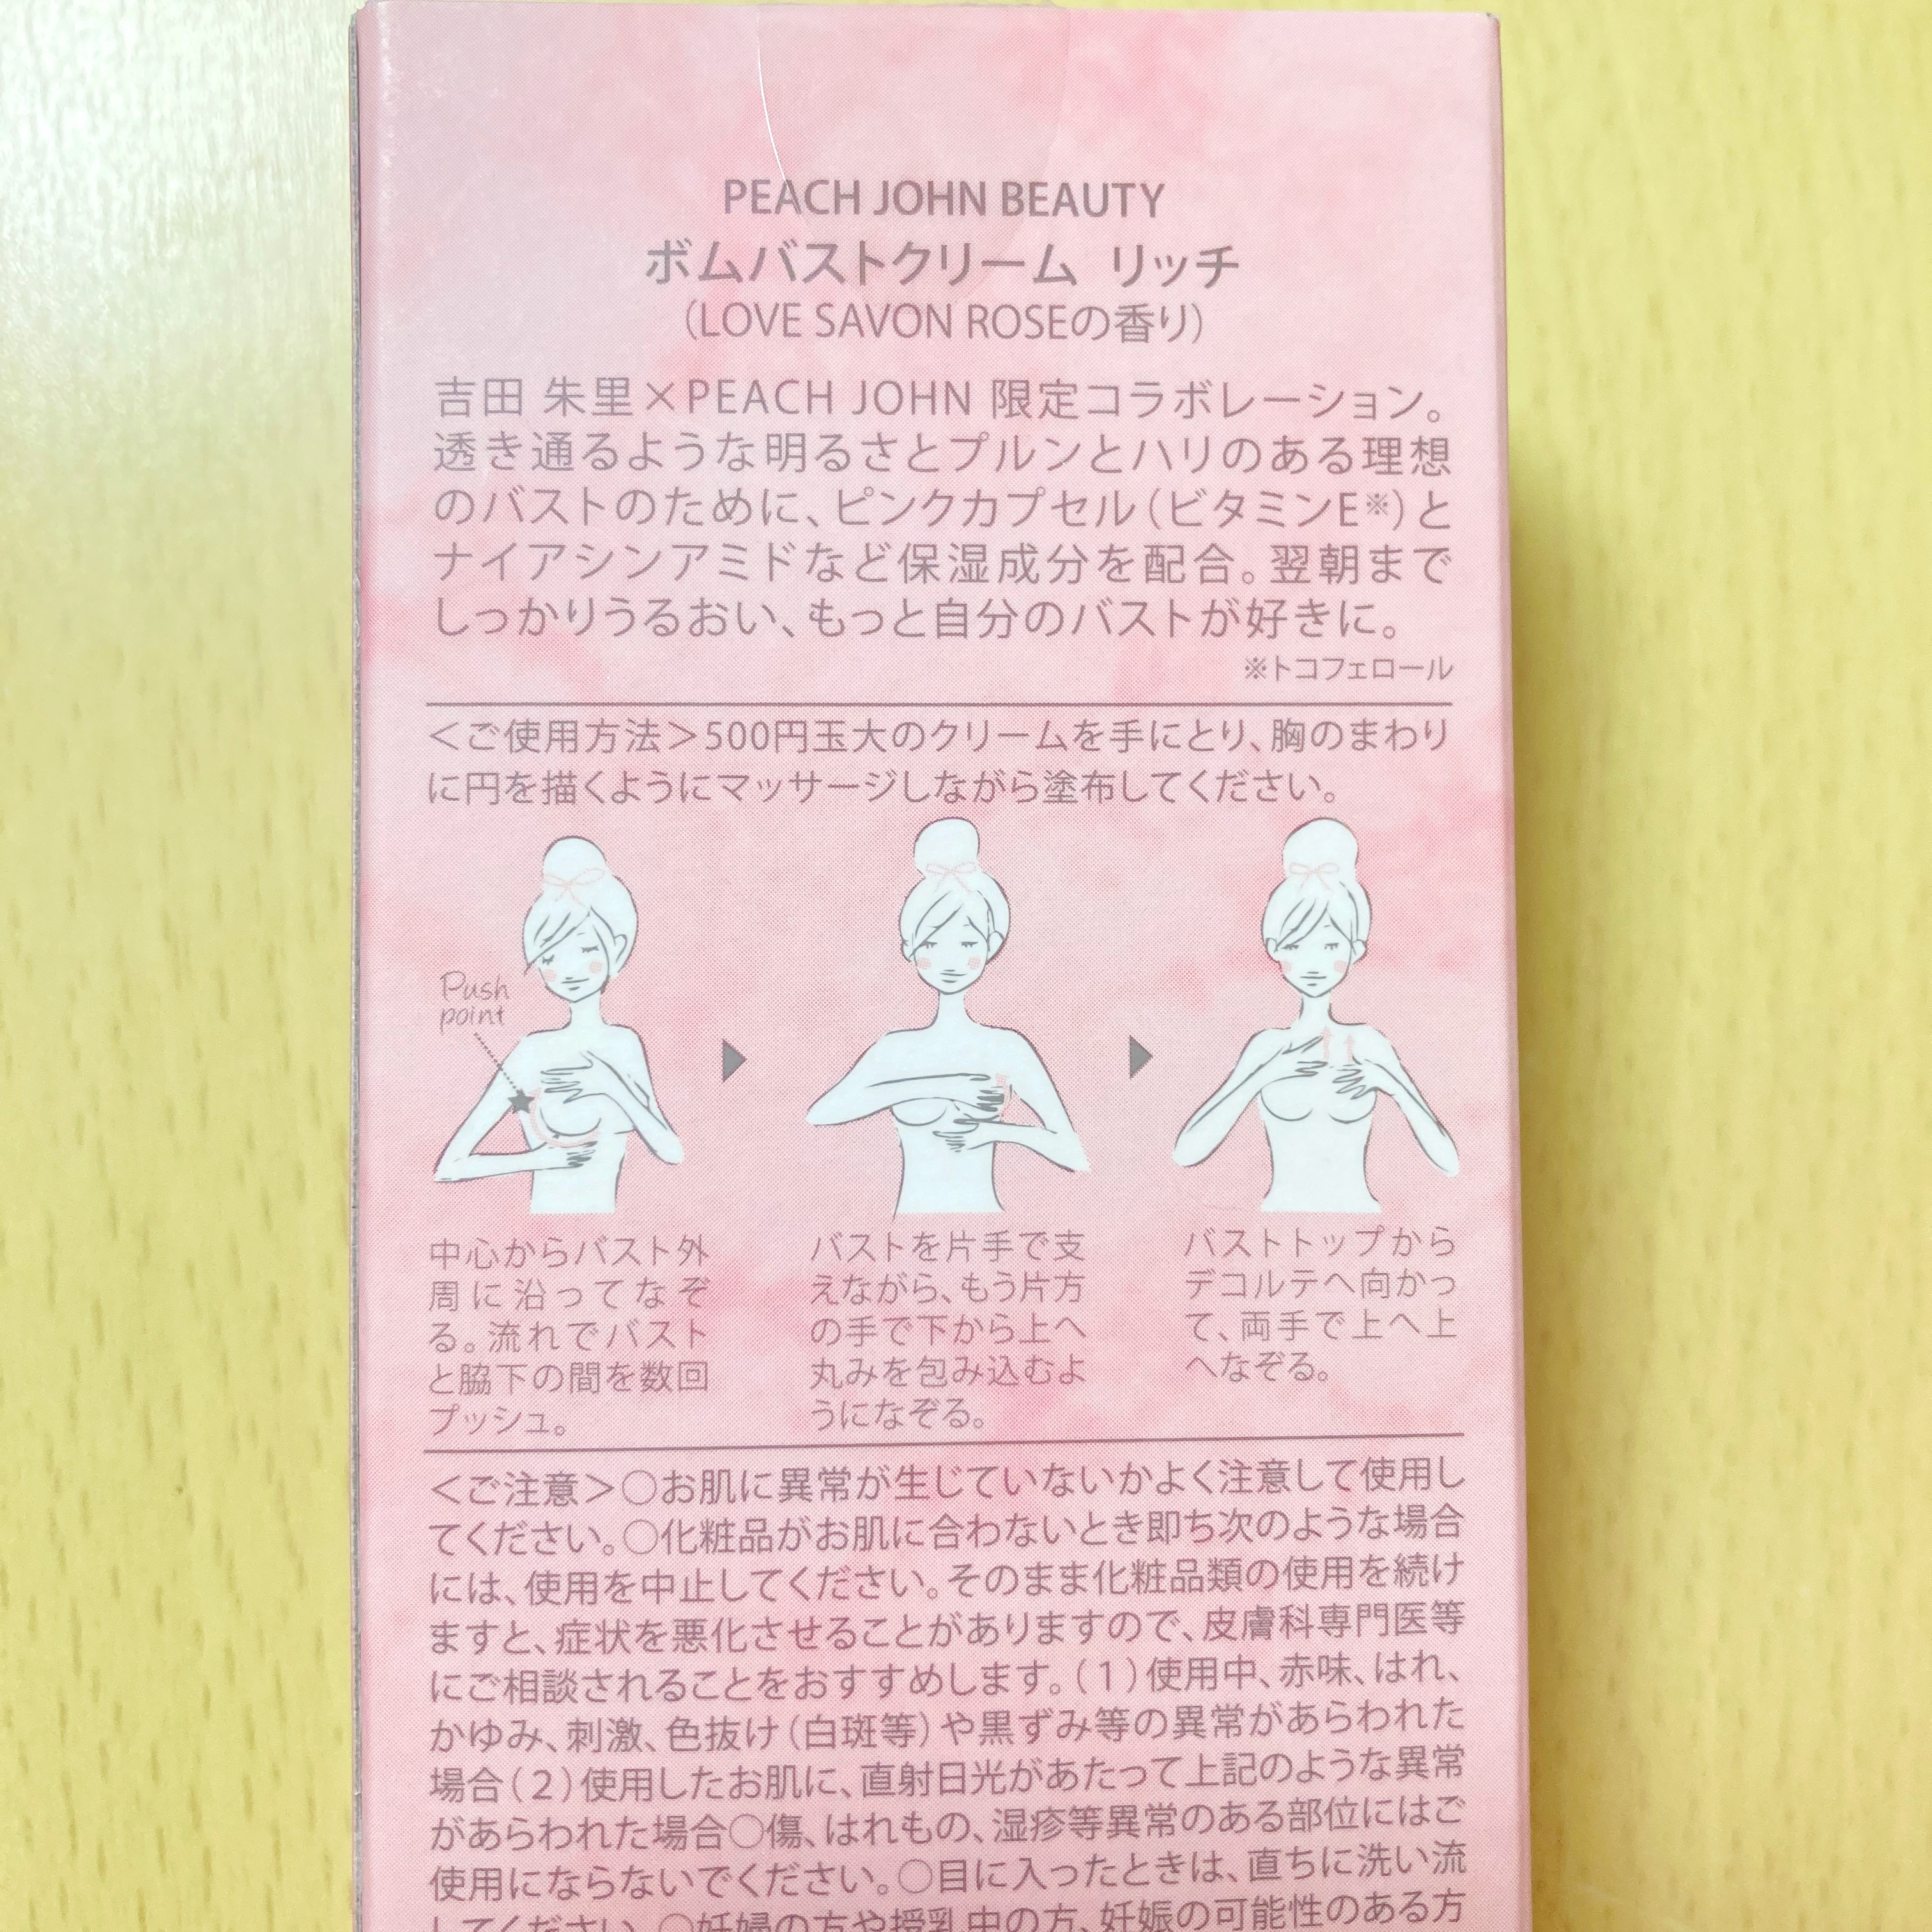 PEACH JOHN BEAUTY
ボムバストクリーム リッチ
(LOVE SAVON ROSEの香り)
吉田 朱里×PEACH JOHN 限定コラボレーション。
透き通るような明るさとプルンとハリのある理想
のバストのために、ピンクカプセル(ビタミンE※)と
ナイアシンアミドなど保湿成分を配合。翌朝まで
しっかりうるおい、もっと自分のバストが好きに。
※トコフェロール
<ご使用方法>500円玉大のクリームを手にとり、胸のまわり
に円を描くようにマッサージしながら塗布してください。
Push
point
中心からバスト外
周に沿ってなぞ
る。流れでバスト
と脇下の間を数回
プッシュ。
バストを片手で支
えながら、もう片方
の手で下から上へ
丸みを包み込むよ
うになぞる。
バストトップから
デコルテへ向かっ
て、両手で上へ上
へなぞる。
<ご注意>○お肌に異常が生じていないかよく注意して使用し
てください。○化粧品がお肌に合わないとき即ち次のような場合
には、使用を中止してください。そのまま化粧品類の使用を続け
ますと、症状を悪化させることがありますので、皮膚科専門医等
にご相談されることをおすすめします。(1)使用中、赤味、はれ、
かゆみ、刺激、色抜け(白斑等)や黒ずみ等の異常があらわれた
場合(2)使用したお肌に、直射日光があたって上記のような異常
があらわれた場合○傷、はれもの、湿疹等異常のある部位にはご
使用にならないでください。○目に入ったときは、直ちに洗い流
してください。○妊婦の方や授乳中の方、妊娠の可能性のある方